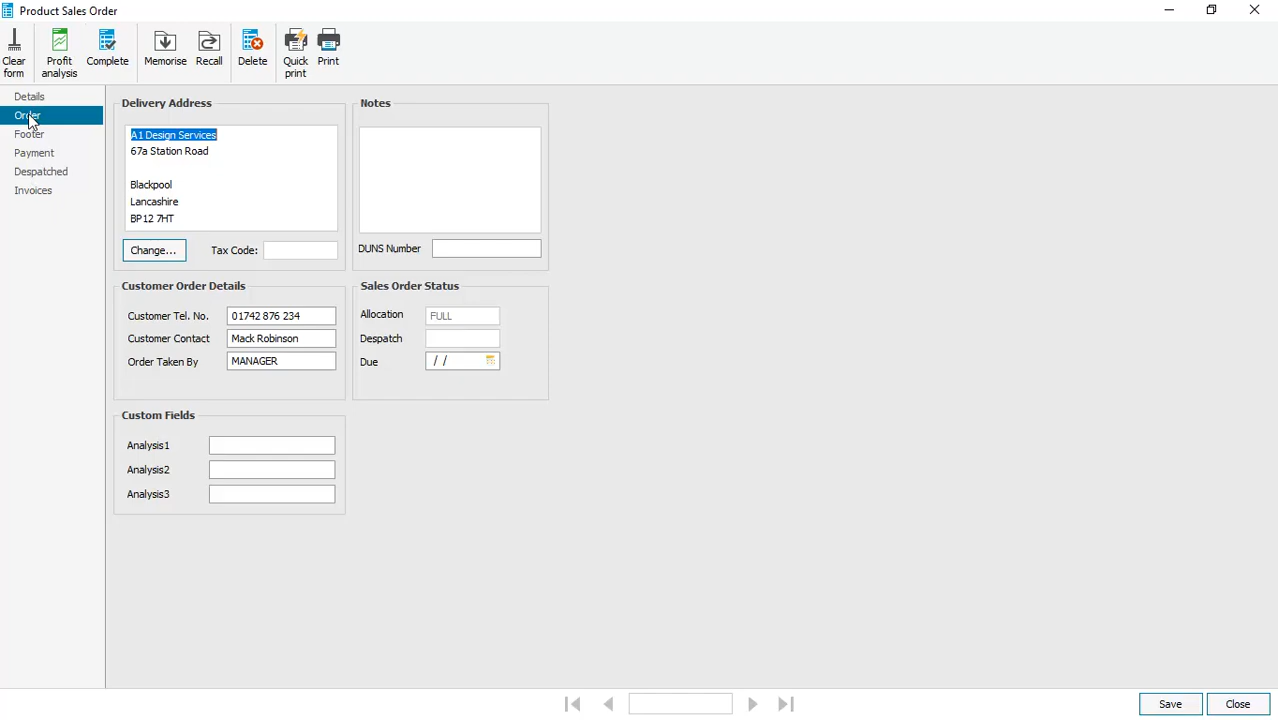 Product Sales Order
Clear form
Profit analysis
Complete
Memorise
Recall
Delete
Quick print
Print
Details
Order
Footer
Payment
Despatched
Invoices
Delivery Address
A1 Design Services
67a Station Road
Blackpool
Lancashire
BP12 7HT
Change...
Tax Code:
Notes
DUNS Number
Customer Order Details
Customer Tel. No. 01742 876 234
Customer Contact Mack Robinson
Order Taken By MANAGER
Sales Order Status
Allocation FULL
Despatch
Due / /
Custom Fields
Analysis1
Analysis2
Analysis3
Save
Close